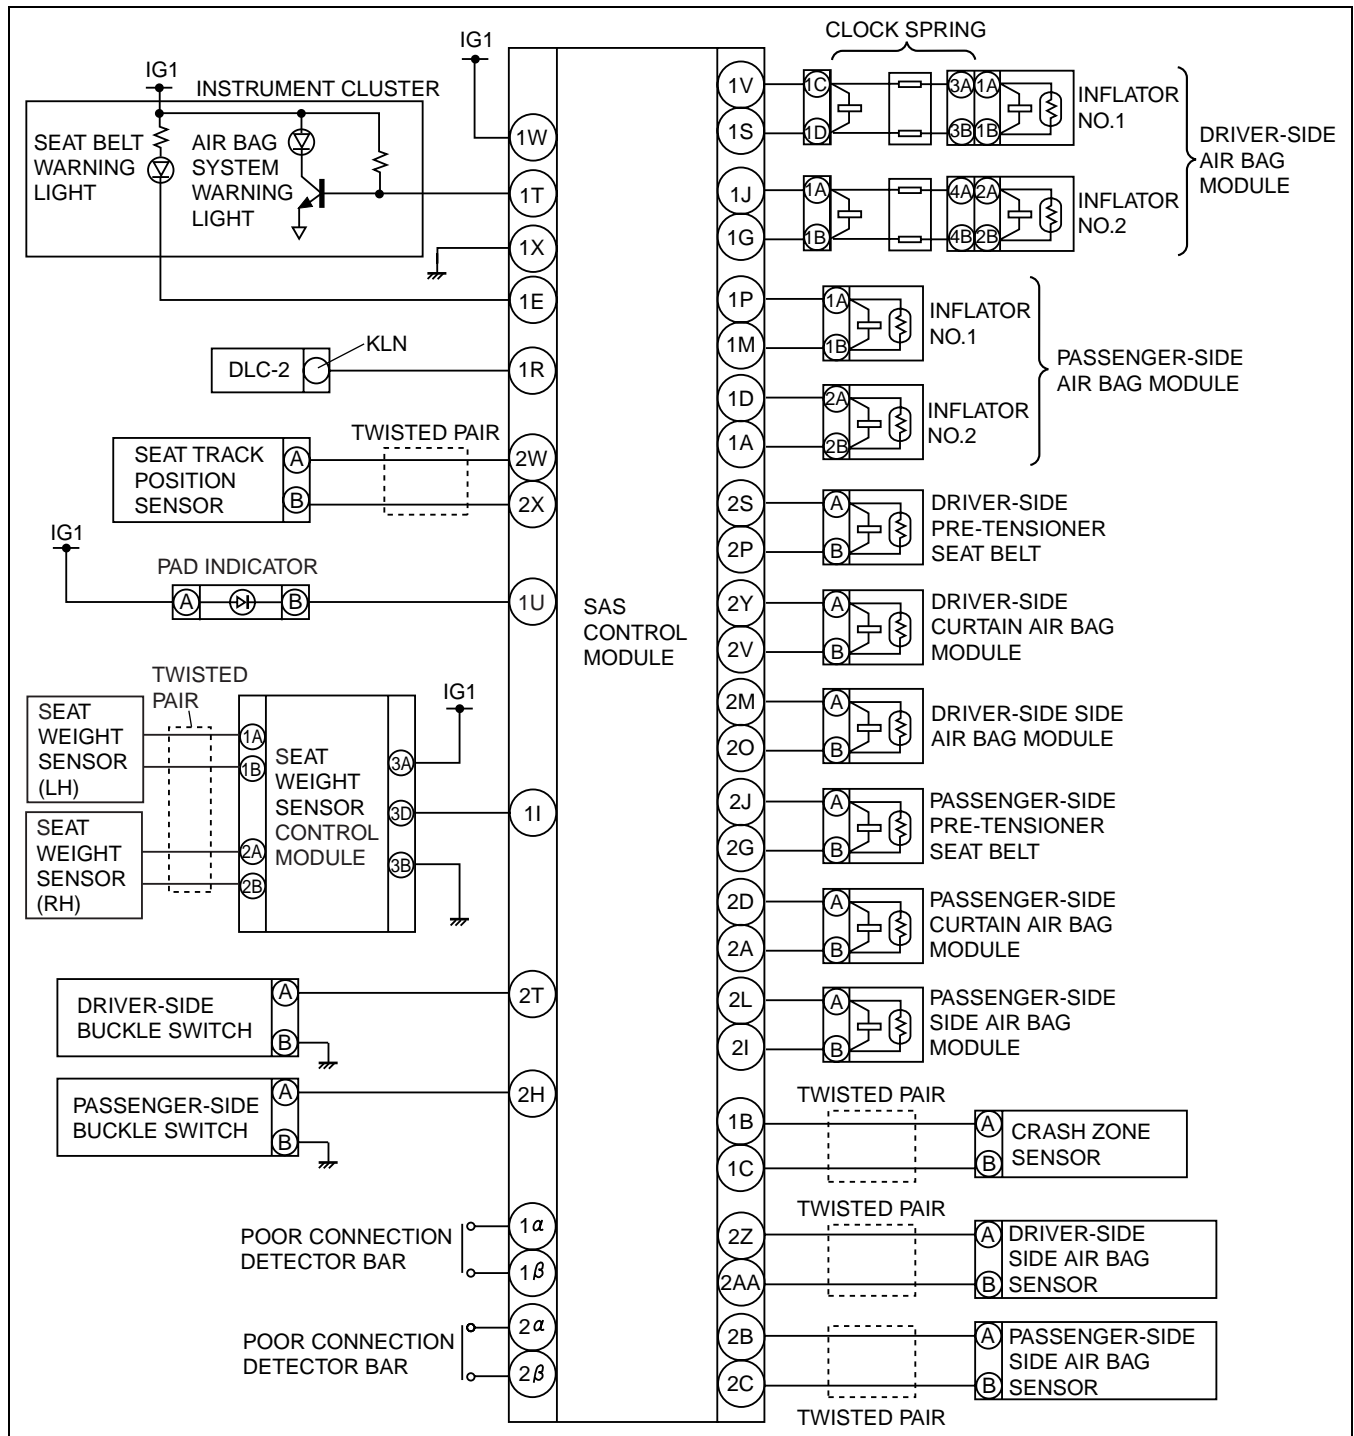 IG1
INSTRUMENT CLUSTER
SEAT BELT
WARNING
LIGHT
AIR BAG
SYSTEM
WARNING
LIGHT
IG1
1W
1T
1X
1E
DLC-2
KLN
1R
SEAT TRACK
POSITION
SENSOR
A
B
TWISTED PAIR
2W
2X
IG1
PAD INDICATOR
A
B
1U
SEAT
WEIGHT
SENSOR
(LH)
SEAT
WEIGHT
SENSOR
(RH)
TWISTED
PAIR
1A
1B
2A
2B
SEAT
WEIGHT
SENSOR
CONTROL
MODULE
3A
3D
3B
IG1
1I
DRIVER-SIDE
BUCKLE SWITCH
A
B
2T
PASSENGER-SIDE
BUCKLE SWITCH
A
B
2H
POOR CONNECTION
DETECTOR BAR
1α
1β
POOR CONNECTION
DETECTOR BAR
2α
2β
SAS
CONTROL
MODULE
CLOCK SPRING
1V
1S
1C
1D
3A
3B
1A
1B
INFLATOR
NO.1
1J
1G
1A
1B
4A
4B
2A
2B
INFLATOR
NO.2
DRIVER-SIDE
AIR BAG
MODULE
1P
1M
1A
1B
INFLATOR
NO.1
1D
1A
2A
2B
INFLATOR
NO.2
PASSENGER-SIDE
AIR BAG MODULE
2S
2P
A
B
DRIVER-SIDE
PRE-TENSIONER
SEAT BELT
2Y
2V
A
B
DRIVER-SIDE
CURTAIN AIR BAG
MODULE
2M
2O
A
B
DRIVER-SIDE SIDE
AIR BAG MODULE
2J
2G
A
B
PASSENGER-SIDE
PRE-TENSIONER
SEAT BELT
2D
2A
A
B
PASSENGER-SIDE
CURTAIN AIR BAG
MODULE
2L
2I
A
B
PASSENGER-SIDE
SIDE AIR BAG
MODULE
TWISTED PAIR
1B
1C
A
B
CRASH ZONE
SENSOR
TWISTED PAIR
2Z
2AA
A
B
DRIVER-SIDE
SIDE AIR BAG
SENSOR
2B
2C
A
B
PASSENGER-SIDE
SIDE AIR BAG
SENSOR
TWISTED PAIR